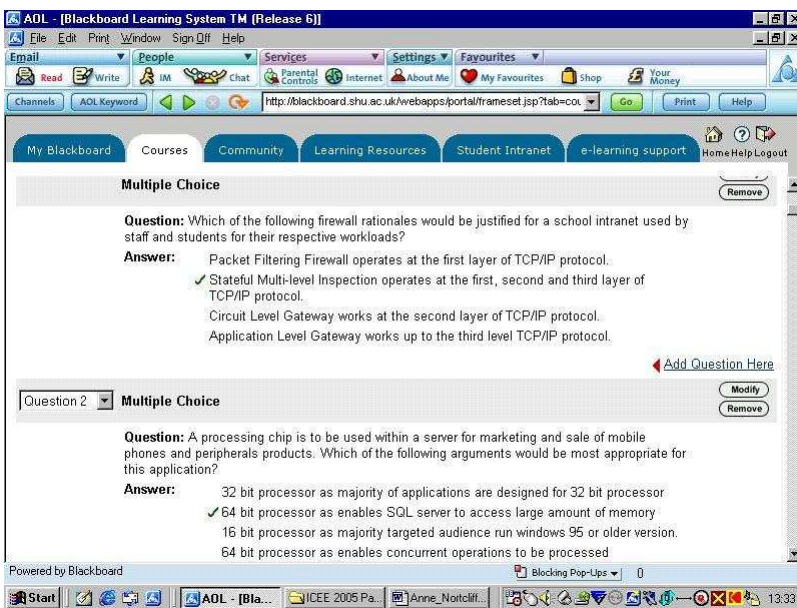 AOL - [Blackboard Learning System TM (Release 6)]
File Edit Print Window Sign Off Help
Email People Services Settings Favourites
Read Write IM Chat Parental Controls Internet About Me My Favourites Shop Your Money
Channels AOL Keyword http://blackboard.shu.ac.uk/webapps/portal/frameset.jsp?tab=cou Go Print Help
My Blackboard Courses Community Learning Resources Student Intranet e-learning support Home Help Logout
Multiple Choice
Remove
Question: Which of the following firewall rationales would be justified for a school intranet used by
staff and students for their respective workloads?
Answer: Packet Filtering Firewall operates at the first layer of TCP/IP protocol.
Stateful Multi-level Inspection operates at the first, second and third layer of
TCP/IP protocol.
Circuit Level Gateway works at the second layer of TCP/IP protocol.
Application Level Gateway works up to the third level TCP/IP protocol.
Add Question Here
Question 2 Multiple Choice
Modify
Remove
Question: A processing chip is to be used within a server for marketing and sale of mobile
phones and peripherals products. Which of the following arguments would be most appropriate for
this application?
Answer: 32 bit processor as majority of applications are designed for 32 bit processor
64 bit processor as enables SQL server to access large amount of memory
16 bit processor as majority targeted audience run windows 95 or older version.
64 bit processor as enables concurrent operations to be processed
Powered by Blackboard Blocking Pop-Ups 0
Start AOL - [Bla... ICEE 2005 Pa... Anne_Nortcliff... 13:33